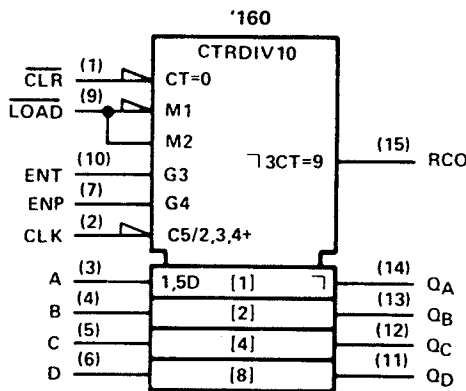 '160
CTRDIV10
CLR (1) CT=0
LOAD (9) M1
M2
ENT (10) G3
3CT=9 (15) RCO
ENP (7) G4
CLK (2) C5/2,3,4+
A (3) 1,5D [1] (14) QA
B (4) [2] (13) QB
C (5) [4] (12) QC
D (6) [8] (11) QD